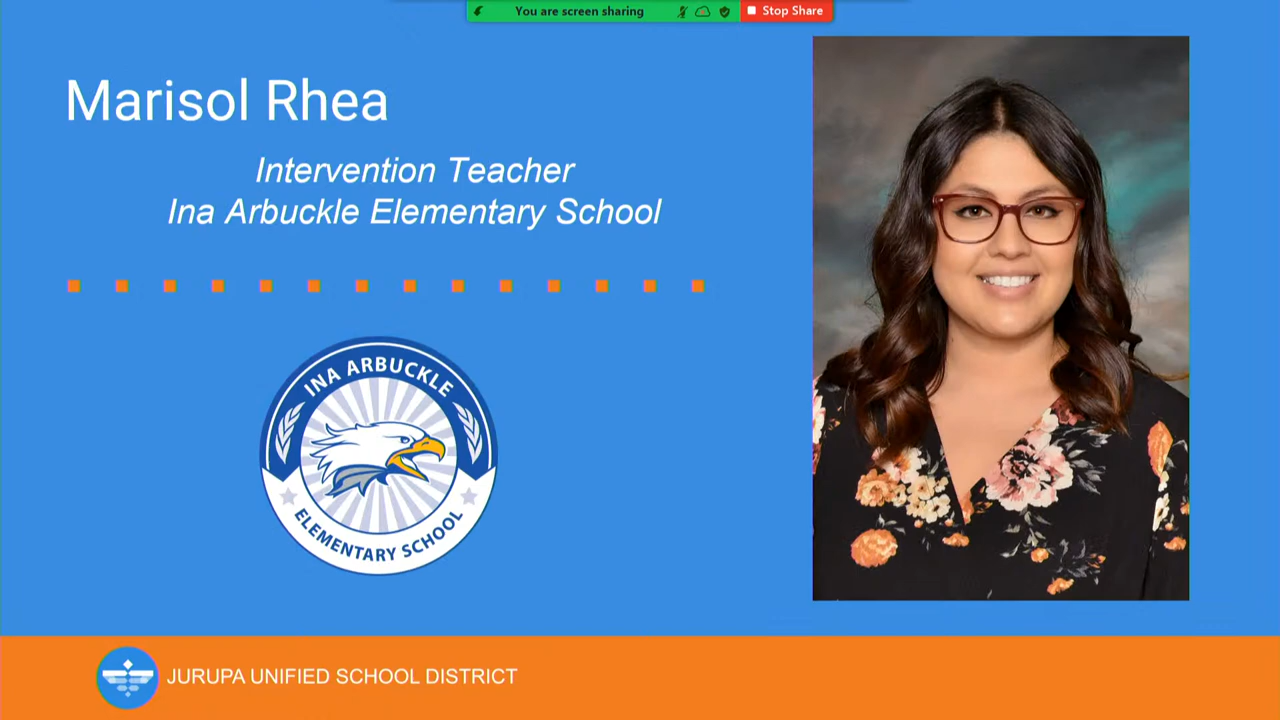 You are screen sharing
Stop Share
Marisol Rhea
Intervention Teacher
Ina Arbuckle Elementary School
INA ARBUCKLE
ELEMENTARY SCHOOL
JURUPA UNIFIED SCHOOL DISTRICT